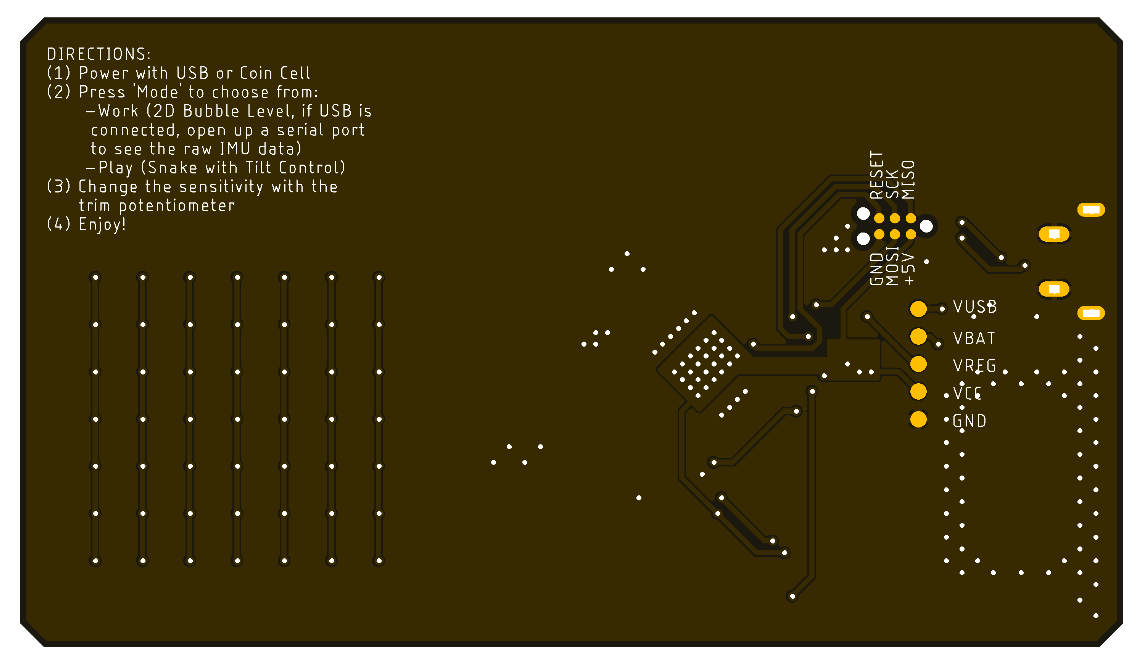 DIRECTIONS:
(1) Power with USB or Coin Cell
(2) Press 'Mode' to choose from:
-Work (2D Bubble Level, if USB is
connected, open up a serial port
to see the raw IMU data)
-Play (Snake with Tilt Control)
(3) Change the sensitivity with the
trim potentiometer
(4) Enjoy!
RESET
SCK
MISO
GND
MOSI
+5V
VUSB
VBAT
VREG
VCC
GND